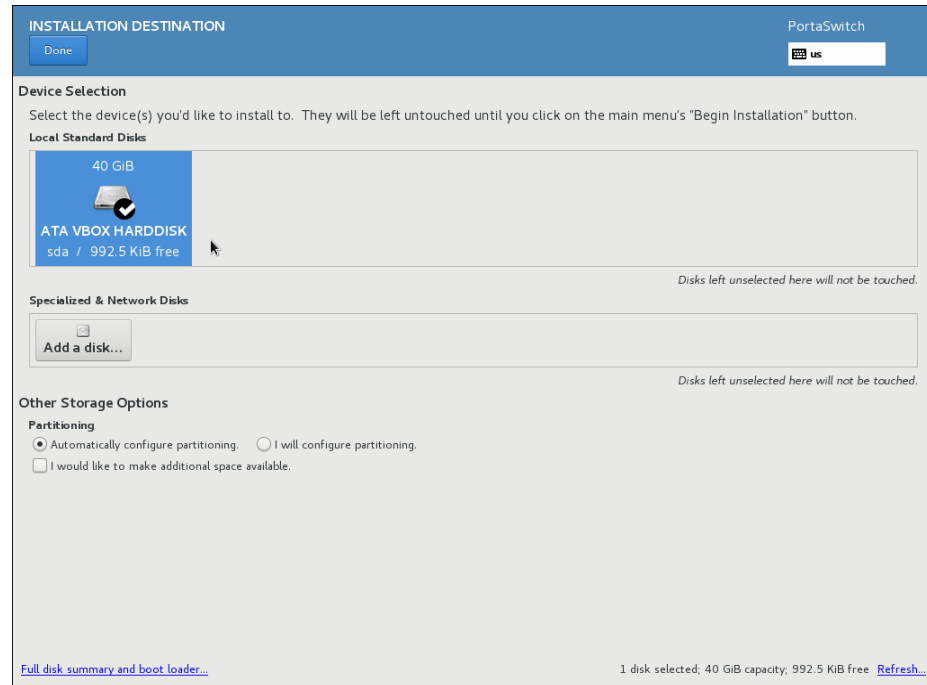 INSTALLATION DESTINATION
PortaSwitch
Done
us
Device Selection
Select the device(s) you'd like to install to. They will be left untouched until you click on the main menu's "Begin Installation" button.
Local Standard Disks
40 GiB
ATA VBOX HARDDISK
sda / 992.5 KiB free
Disks left unselected here will not be touched.
Specialized & Network Disks
Add a disk...
Disks left unselected here will not be touched.
Other Storage Options
Partitioning
Automatically configure partitioning. I will configure partitioning.
I would like to make additional space available.
Full disk summary and boot loader... 1 disk selected; 40 GiB capacity; 992.5 KiB free Refresh...